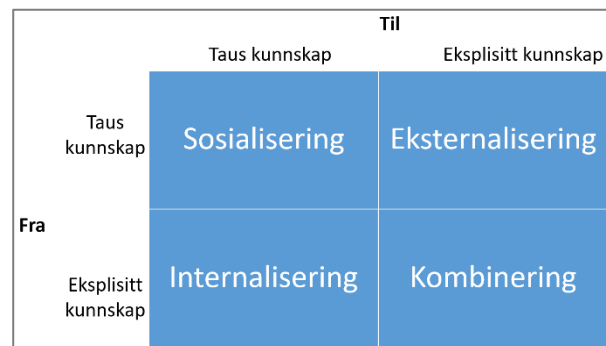 Til
Taus kunnskap Eksplisitt kunnskap
Taus
kunnskap
Sosialisering Eksternalisering
Fra
Eksplisitt
kunnskap
Internalisering Kombinering